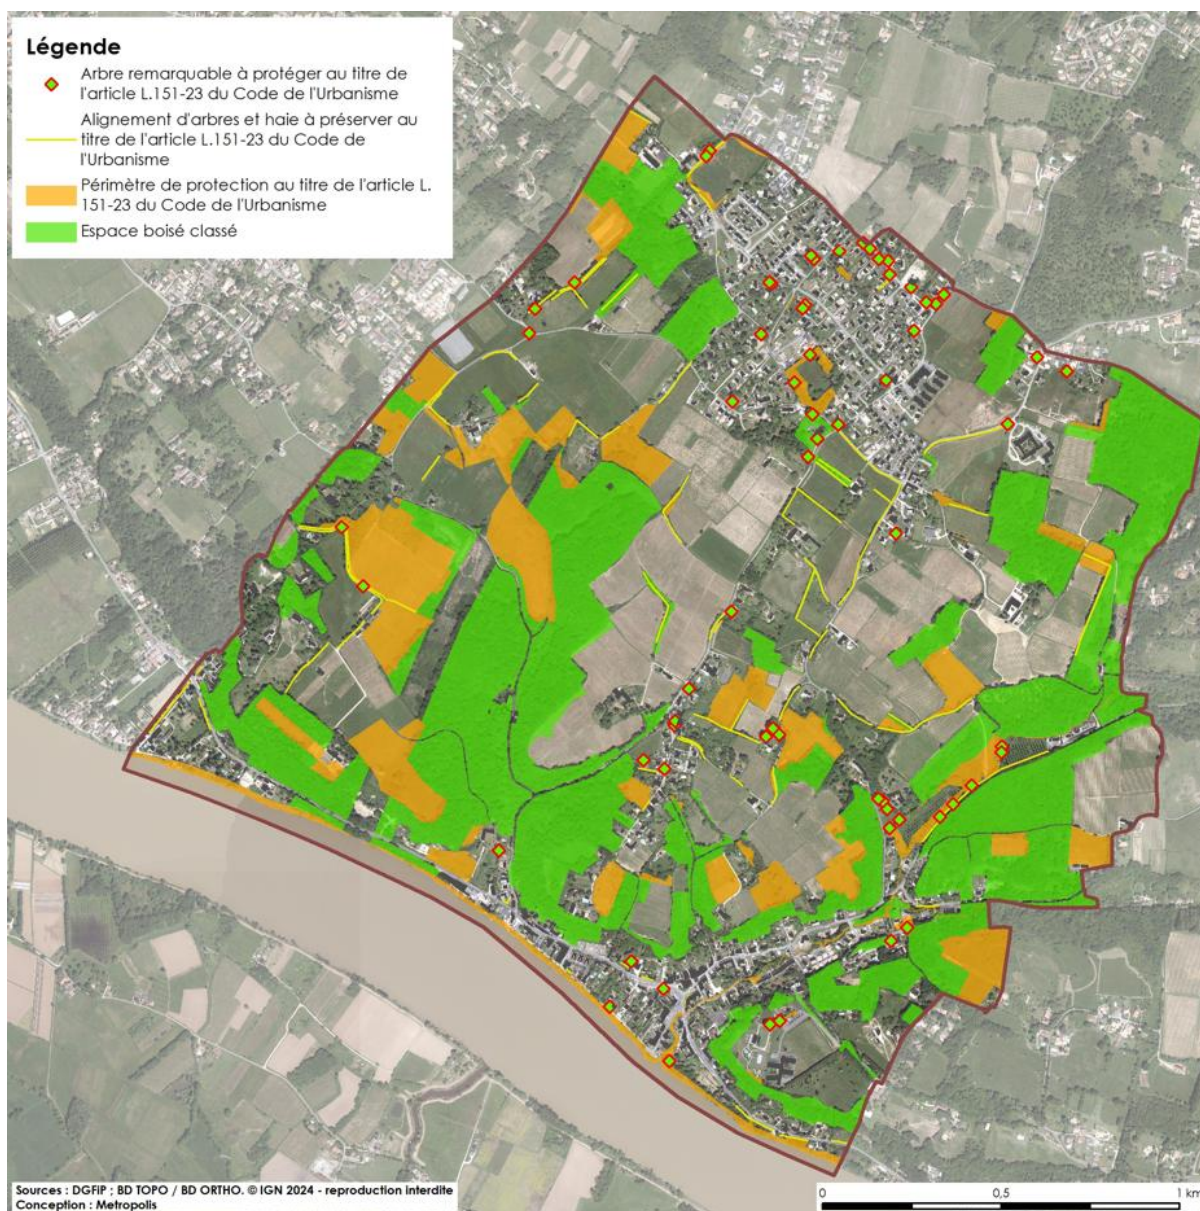 Légende
Arbre remarquable à protéger au titre de
l'article L.151-23 du Code de l'Urbanisme
Alignement d'arbres et haie à préserver au
titre de l'article L.151-23 du Code de
l'Urbanisme
Périmètre de protection au titre de l'article L.
151-23 du Code de l'Urbanisme
Espace boisé classé
Sources : DGFiP ; BD TOPO / BD ORTHO. © IGN 2024 - reproduction interdite
Conception : Metropolis
0 0,5 1 km